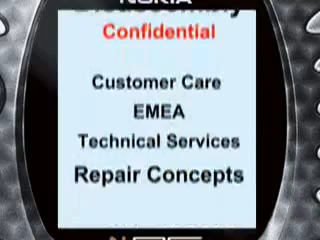 NOKIA
Confidential
Customer Care
EMEA
Technical Services
Repair Concepts